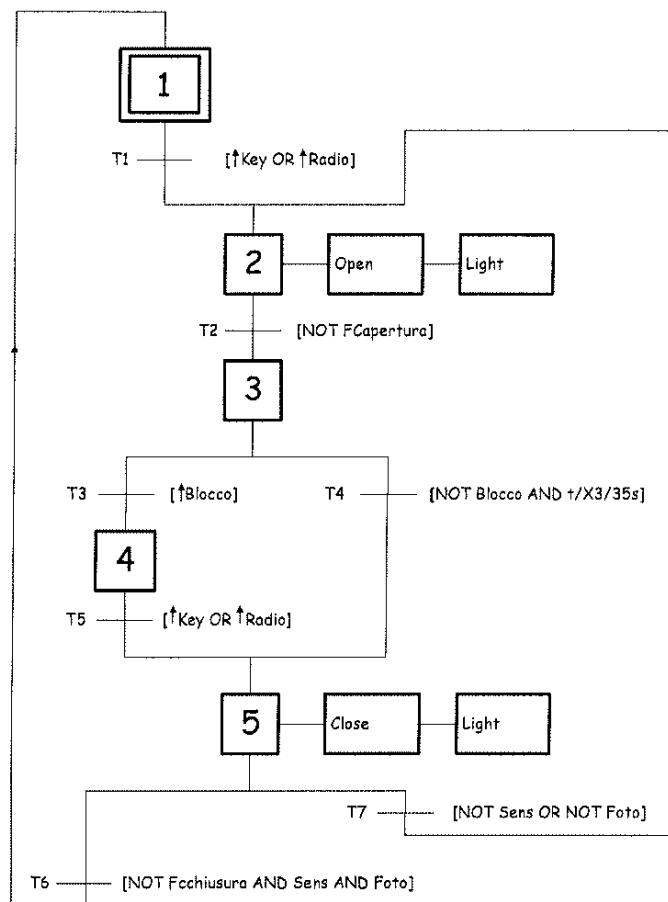 1
T1 [↑Key OR ↑Radio]
2 Open Light
T2 [NOT FCapertura]
3
T3 [↑Blocco] T4 [NOT Blocco AND t/X3/35s]
4
T5 [↑Key OR ↑Radio]
5 Close Light
T7 [NOT Sens OR NOT Foto]
T6 [NOT Fcchiusura AND Sens AND Foto]